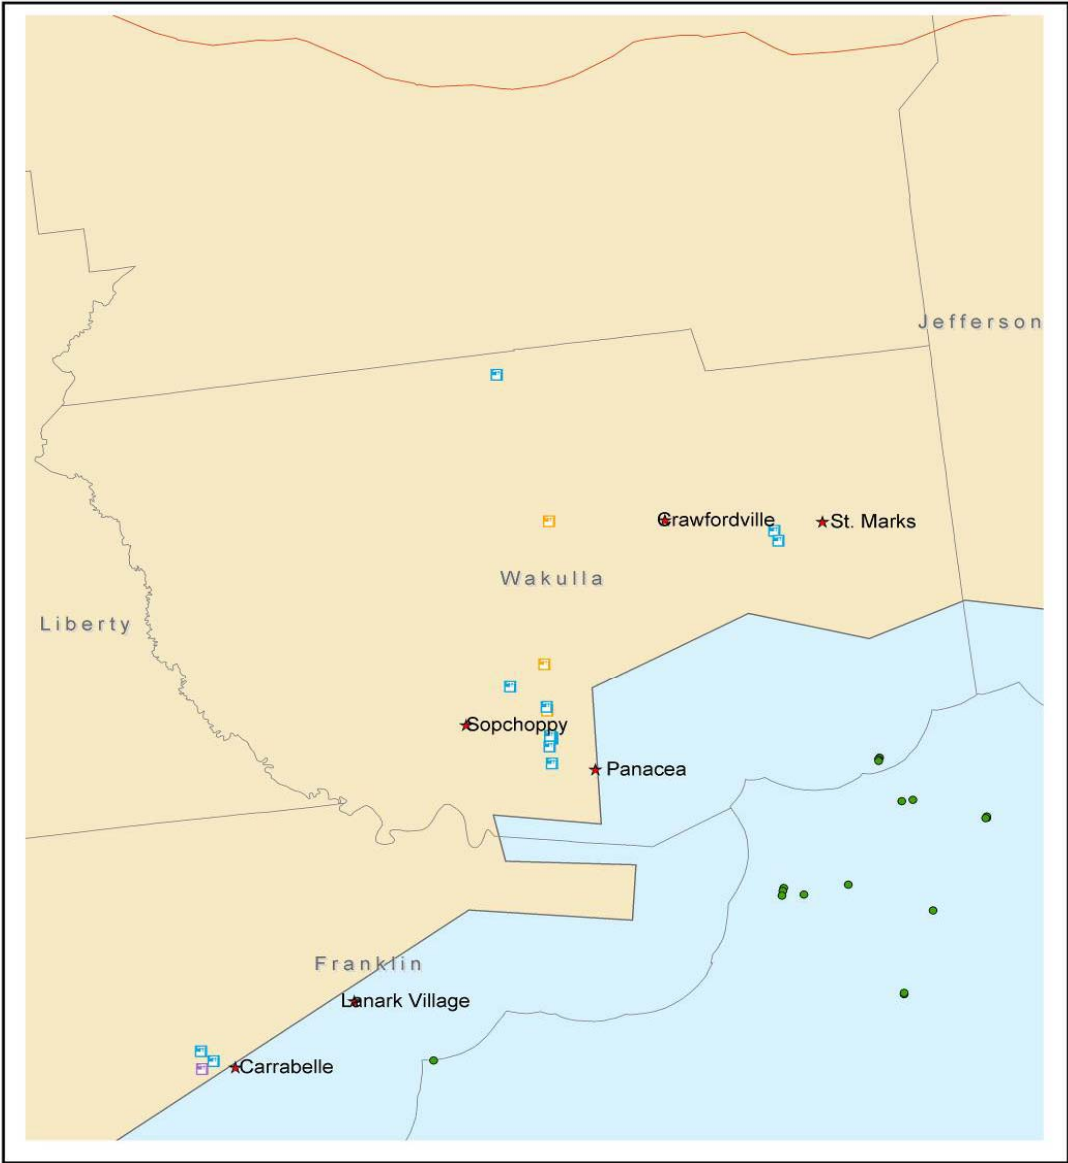 Jefferson
Crawfordville
St. Marks
Wakulla
Liberty
Sopchoppy
Panacea
Franklin
Lanark Village
Carrabelle